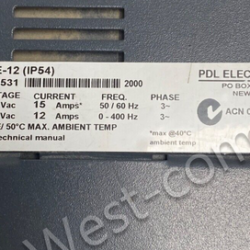 E-12 (IP54)
PDL ELEC
531
2000
PO BOX
NEW
TAGE CURRENT FREQ. PHASE
Vac 15 Amps* 50 / 60 Hz 3~
Vac 12 Amps 0 - 400 Hz 3~
/ 50°C MAX. AMBIENT TEMP
*max @40°C
echnical manual
ambient temp
ACN
West-com